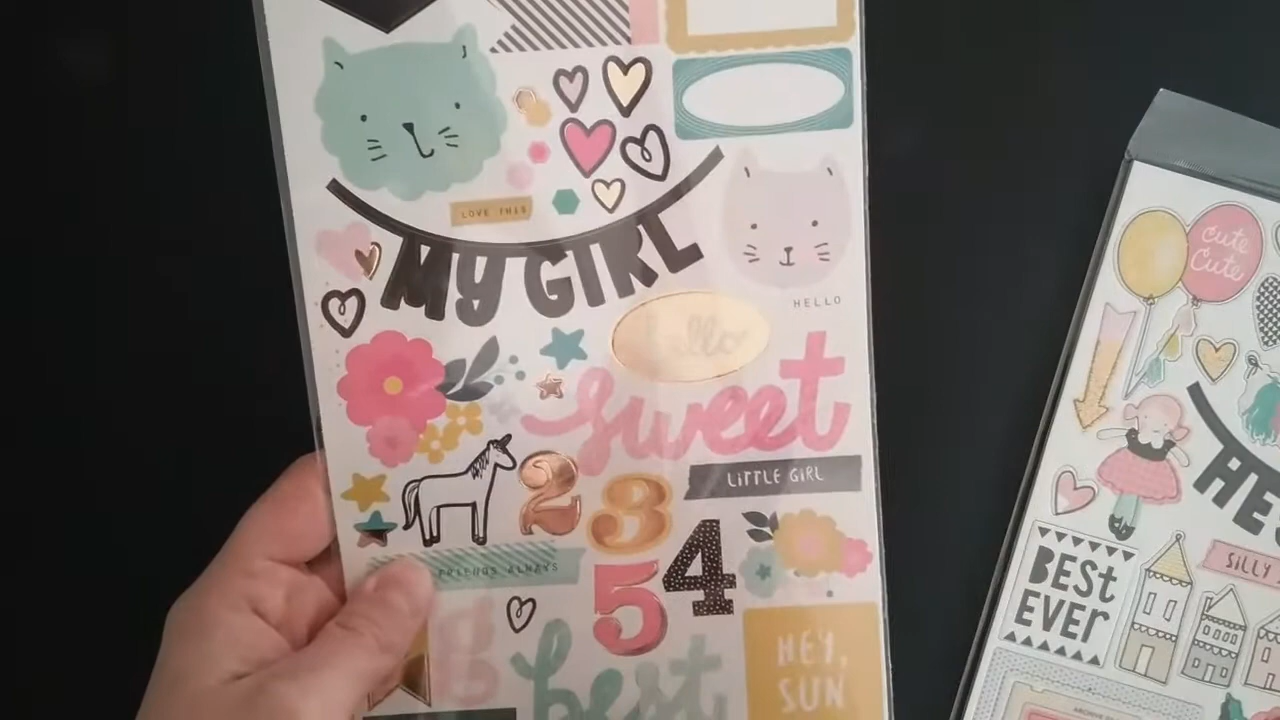 LOVE THIS
MY GIRL
HELLO
hello
sweet
LITTLE GIRL
2
3
4
5
FRIENDS ALWAYS
best
HEY,
SUN
cute
cute
HE
SILLY
BEST
EVER